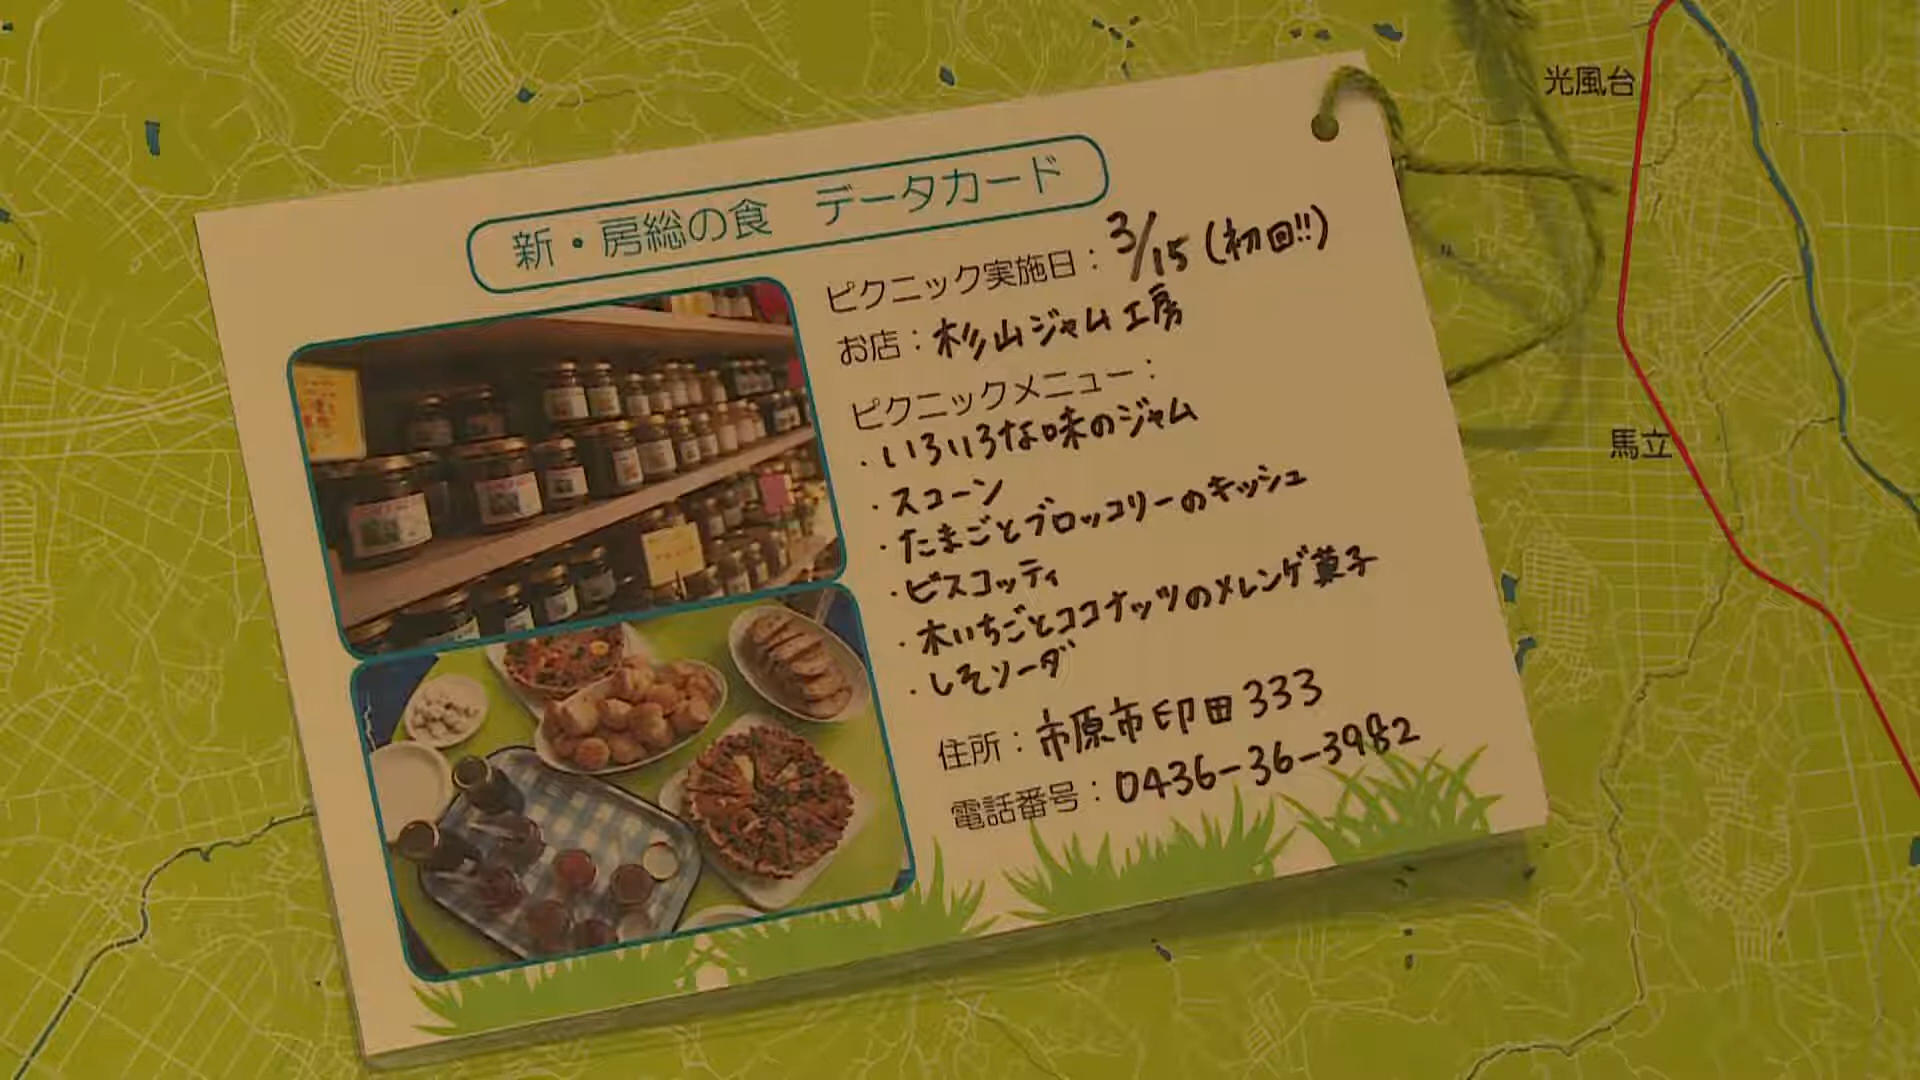 新・房総の食 データカード
ピクニック実施日：3/15(初回!!)
お店：杉山ジャム工房
ピクニックメニュー：
・いろいろな味のジャム
・スコーン
・たまごとブロッコリーのキッシュ
・ビスコッティ
・木いちごとココナッツのメレンゲ菓子
・しそソーダ
住所：市原市印田333
電話番号：0436-36-3982
光風台
馬立